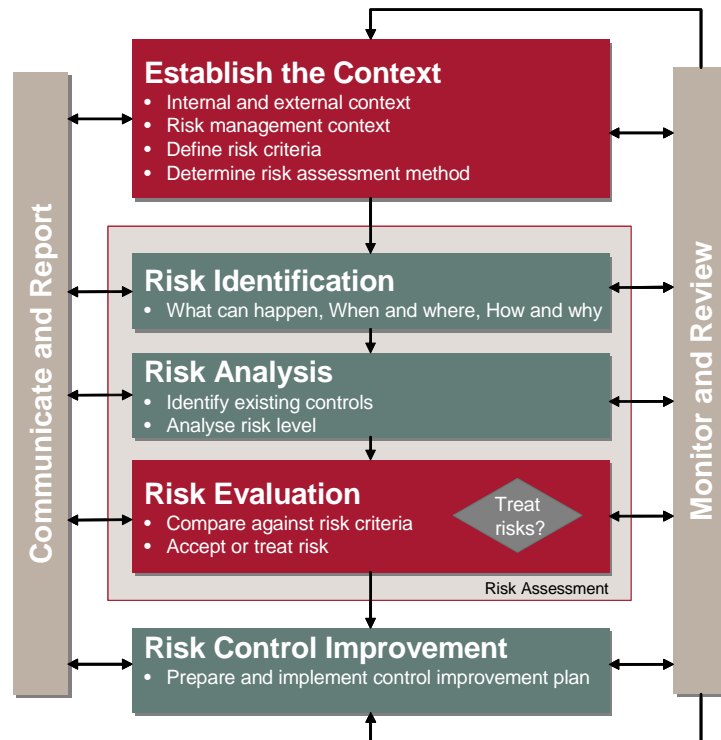 Establish the Context
• Internal and external context
• Risk management context
• Define risk criteria
• Determine risk assessment method
Communicate and Report
Monitor and Review
Risk Identification
• What can happen, When and where, How and why
Risk Analysis
• Identify existing controls
• Analyse risk level
Risk Evaluation
• Compare against risk criteria
• Accept or treat risk
Treat
risks?
Risk Assessment
Risk Control Improvement
• Prepare and implement control improvement plan